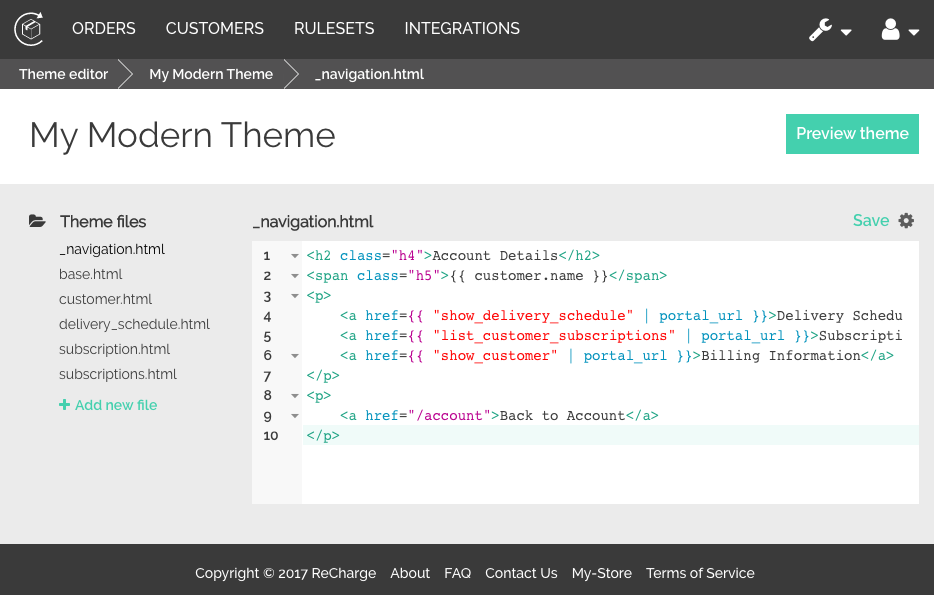 ORDERS CUSTOMERS RULESETS INTEGRATIONS
Theme editor My Modern Theme _navigation.html
My Modern Theme
Preview theme
Theme files
_navigation.html
base.html
customer.html
delivery_schedule.html
subscription.html
subscriptions.html
+ Add new file
_navigation.html
Save
1 <h2 class="h4">Account Details</h2>
2 <span class="h5">{{ customer.name }}</span>
3 <p>
4     <a href={{ "show_delivery_schedule" | portal_url }}>Delivery Schedu
5     <a href={{ "list_customer_subscriptions" | portal_url }}>Subscripti
6     <a href={{ "show_customer" | portal_url }}>Billing Information</a>
7 </p>
8 <p>
9     <a href="/account">Back to Account</a>
10 </p>
Copyright © 2017 ReCharge About FAQ Contact Us My-Store Terms of Service